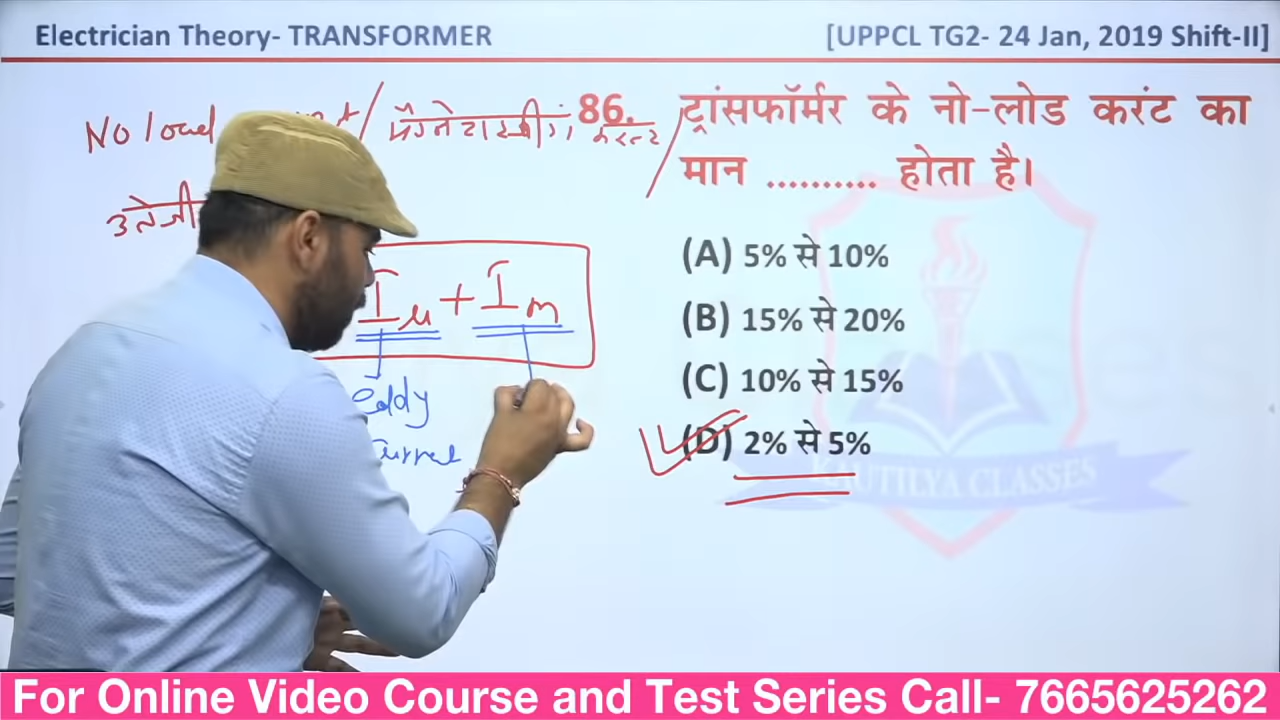 Electrician Theory- TRANSFORMER
[UPPCL TG2- 24 Jan, 2019 Shift-II]
No load
86. ट्रांसफॉर्मर के नो-लोड करंट का
मान .......... होता है।
(A) 5% से 10%
(B) 15% से 20%
(C) 10% से 15%
(D) 2% से 5%
Iμ + Im
eddy
KAUTILYA CLASSES
For Online Video Course and Test Series Call- 7665625262